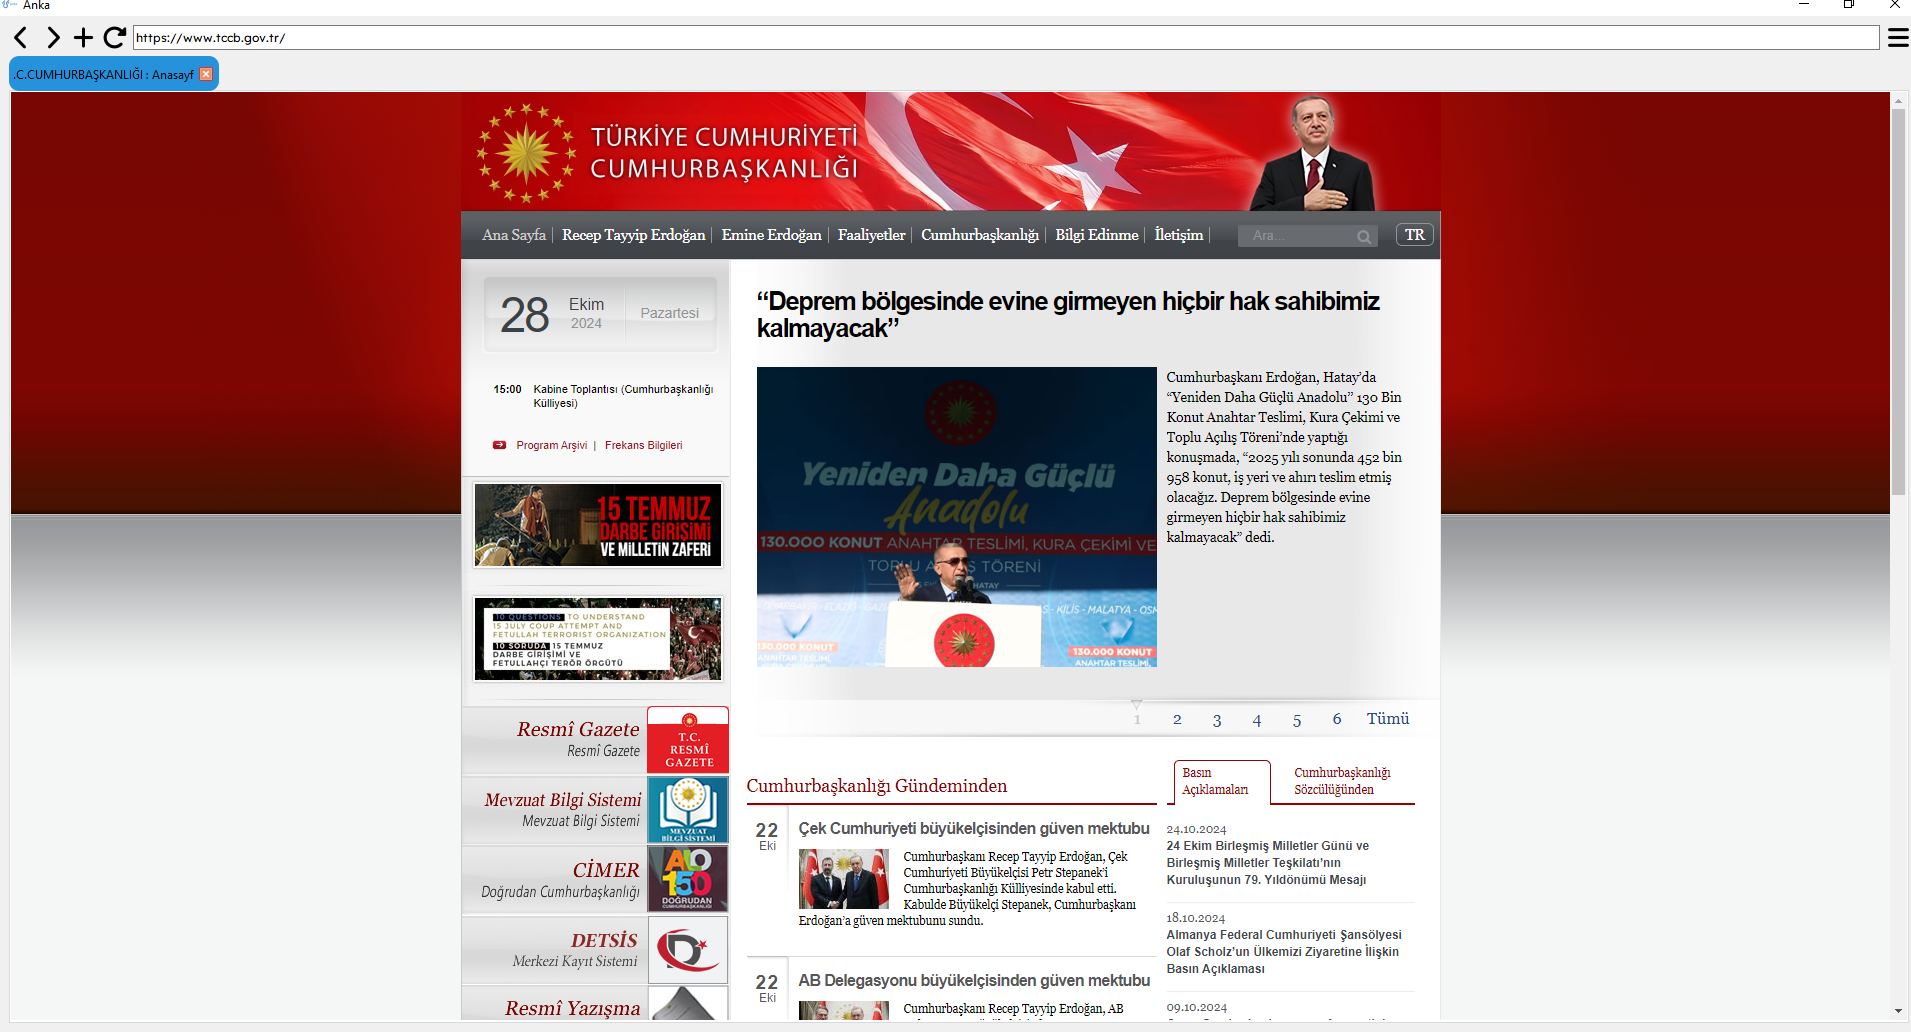 Anka
https://www.tccb.gov.tr/
.C.CUMHURBAŞKANLIĞI : Anasayf
TÜRKİYE CUMHURİYETİ
CUMHURBAŞKANLIĞI
Ana Sayfa
Recep Tayyip Erdoğan
Emine Erdoğan
Faaliyetler
Cumhurbaşkanlığı
Bilgi Edinme
İletişim
Ara...
TR
28
Ekim
2024
Pazartesi
15:00 Kabine Toplantısı (Cumhurbaşkanlığı
Külliyesi)
Program Arşivi | Frekans Bilgileri
15 TEMMUZ
DARBE GİRİŞİMİ
VE MİLLETİN ZAFERİ
10 QUESTIONS TO UNDERSTAND
15 JULY COUP ATTEMPT AND
FETULLAH TERRORIST ORGANIZATION
10 SORUDA 15 TEMMUZ
DARBE GİRİŞİMİ VE
FETULLAHÇI TERÖR ÖRGÜTÜ
Resmî Gazete
Resmî Gazete
T.C.
RESMÎ
GAZETE
Mevzuat Bilgi Sistemi
Mevzuat Bilgi Sistemi
MEVZUAT
BİLGİ SİSTEMİ
CİMER
Doğrudan Cumhurbaşkanlığı
ALO
150
DOĞRUDAN
CUMHURBAŞKANLIĞI
DETSİS
Merkezi Kayıt Sistemi
Resmî Yazışma
“Deprem bölgesinde evine girmeyen hiçbir hak sahibimiz
kalmayacak”
Yeniden Daha Güçlü
Anadolu
130.000 KONUT ANAHTAR TESLİMİ, KURA ÇEKİMİ VE
TOPLU AÇILIŞ TÖRENİ
HATAY
KİLİS - MALATYA - OSM
130.000 KONUT
ANAHTAR TESLİMİ,
130.000 KONUT
ANAHTAR TESLİM
Cumhurbaşkanı Erdoğan, Hatay’da
“Yeniden Daha Güçlü Anadolu” 130 Bin
Konut Anahtar Teslimi, Kura Çekimi ve
Toplu Açılış Töreni’nde yaptığı
konuşmada, “2025 yılı sonunda 452 bin
958 konut, iş yeri ve ahırı teslim etmiş
olacağız. Deprem bölgesinde evine
girmeyen hiçbir hak sahibimiz
kalmayacak” dedi.
1 2 3 4 5 6 Tümü
Cumhurbaşkanlığı Gündeminden
22
Eki
Çek Cumhuriyeti büyükelçisinden güven mektubu
Cumhurbaşkanı Recep Tayyip Erdoğan, Çek
Cumhuriyeti Büyükelçisi Petr Stepanek’i
Cumhurbaşkanlığı Külliyesinde kabul etti.
Kabulde Büyükelçi Stepanek, Cumhurbaşkanı
Erdoğan’a güven mektubunu sundu.
22
Eki
AB Delegasyonu büyükelçisinden güven mektubu
Cumhurbaşkanı Recep Tayyip Erdoğan, AB
Basın
Açıklamaları
Cumhurbaşkanlığı
Sözcülüğünden
24.10.2024
24 Ekim Birleşmiş Milletler Günü ve
Birleşmiş Milletler Teşkilatı’nın
Kuruluşunun 79. Yıldönümü Mesajı
18.10.2024
Almanya Federal Cumhuriyeti Şansölyesi
Olaf Scholz’un Ülkemizi Ziyaretine İlişkin
Basın Açıklaması
09.10.2024